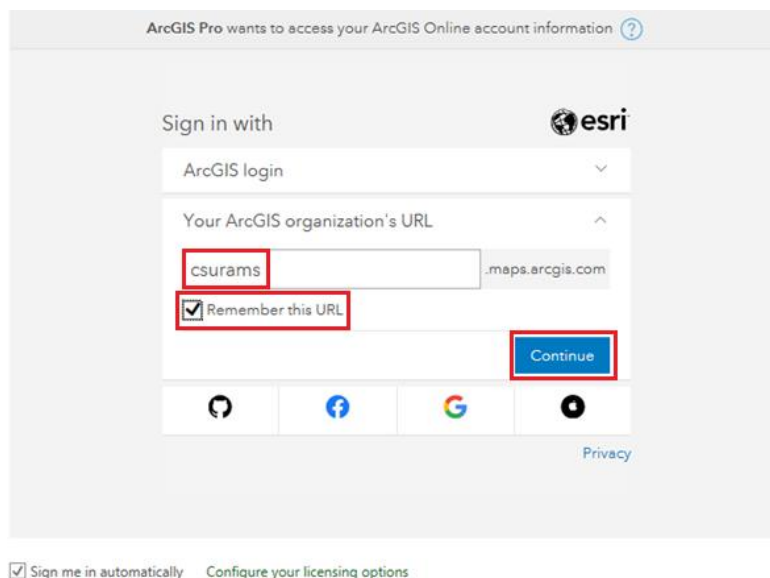 ArcGIS Pro wants to access your ArcGIS Online account information ?
Sign in with
esri
ArcGIS login
Your ArcGIS organization's URL
csurams .maps.arcgis.com
Remember this URL
Continue
G
Privacy
Sign me in automatically Configure your licensing options